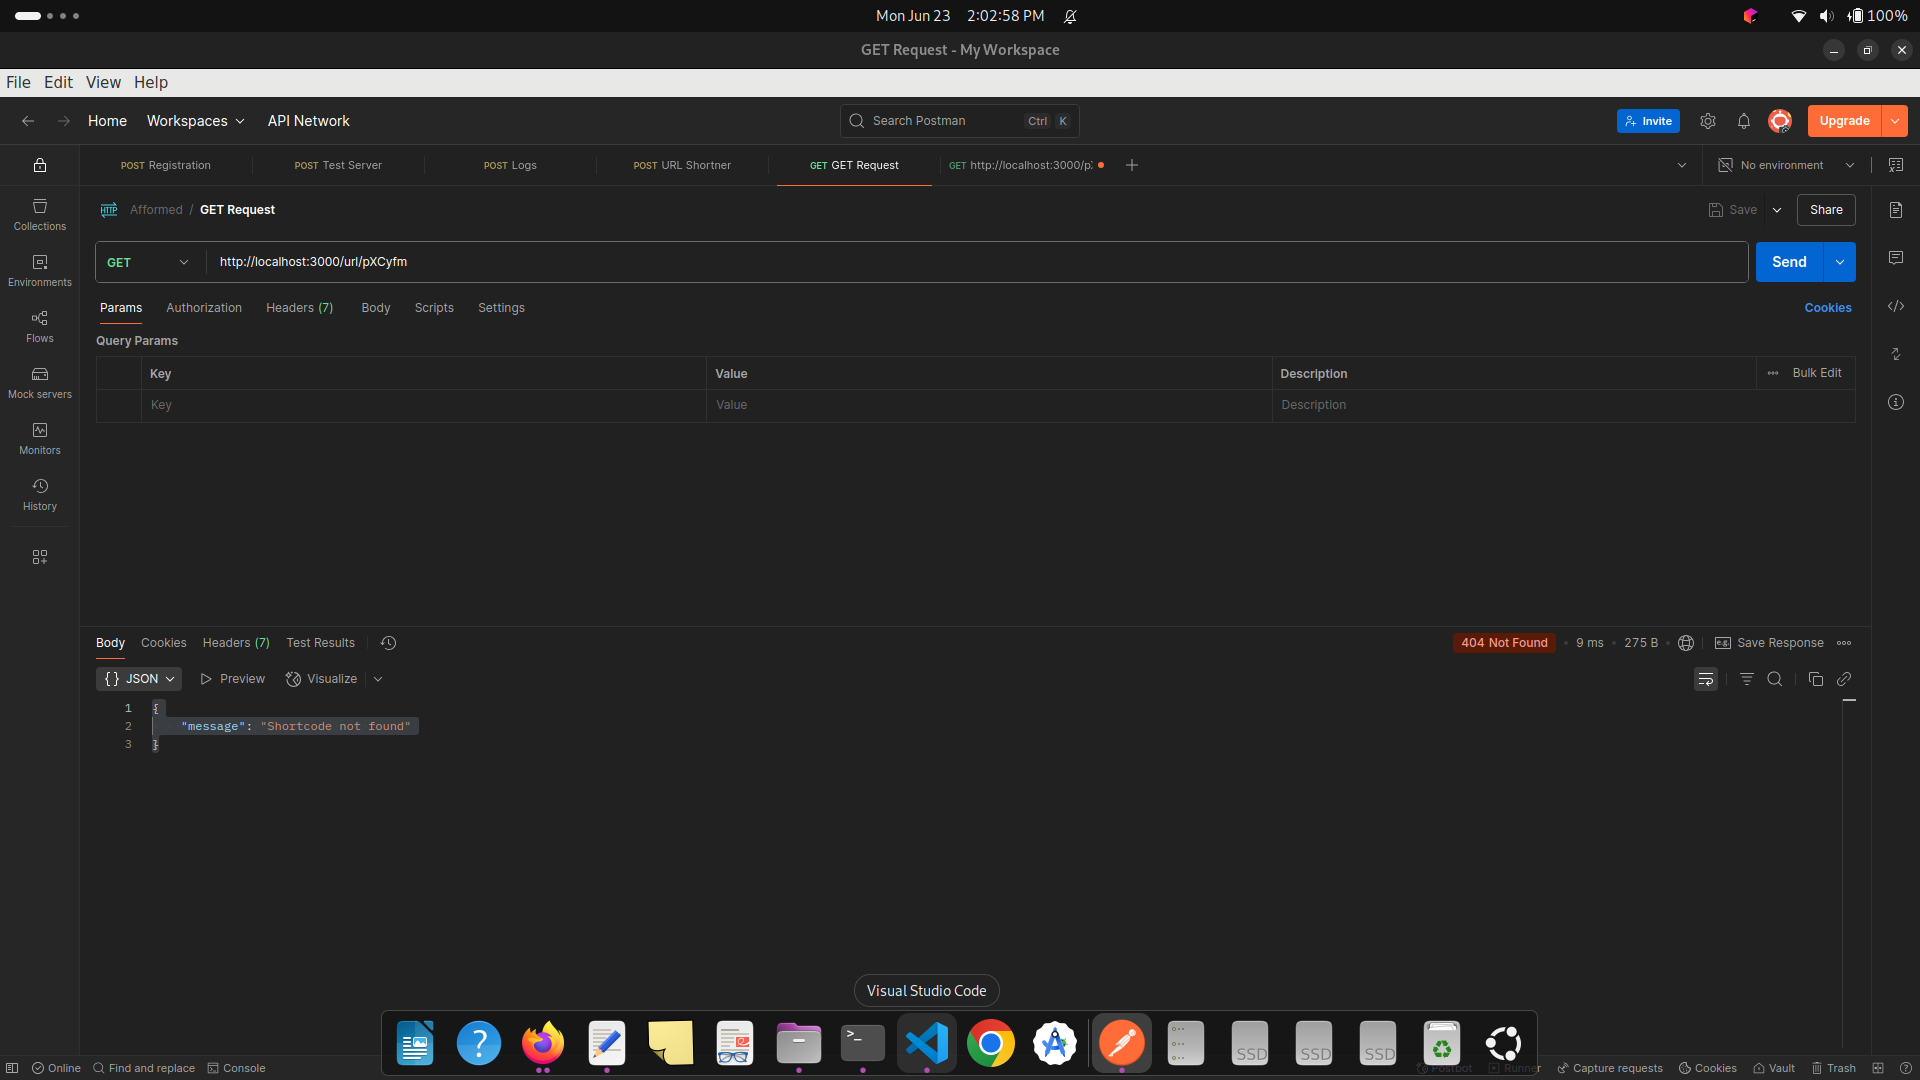 Mon Jun 23 2:02:58 PM 100%
GET Request - My Workspace
File Edit View Help
Home Workspaces API Network Search Postman Ctrl K Invite Upgrade
POST Registration POST Test Server POST Logs POST URL Shortner GET GET Request GET http://localhost:3000/p No environment
HTTP Afformed / GET Request Save Share
GET http://localhost:3000/url/pXCyfm Send
Params Authorization Headers (7) Body Scripts Settings Cookies
Query Params
Key Value Description Bulk Edit
Key Value Description
Collections
Environments
Flows
Mock servers
Monitors
History
Body Cookies Headers (7) Test Results 404 Not Found 9 ms 275 B e.g. Save Response
{ } JSON Preview Visualize
1 {
2 "message": "Shortcode not found"
3 }
Visual Studio Code
? >_ SSD SSD SSD
Online Find and replace Console Postbot Runner Capture requests Cookies Vault Trash ?